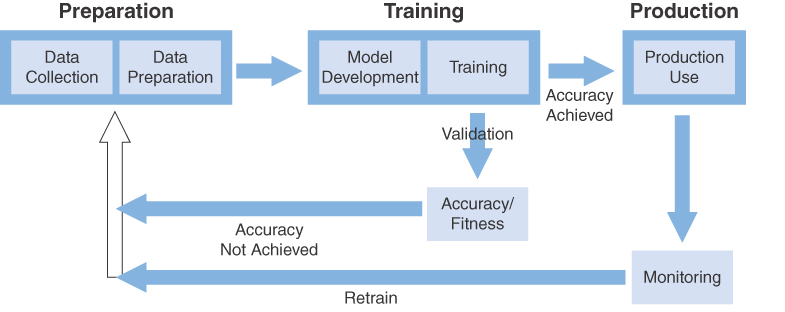 Preparation
Training
Production
Data
Collection
Data
Preparation
Model
Development
Training
Accuracy
Achieved
Production
Use
Validation
Accuracy/
Fitness
Accuracy
Not Achieved
Monitoring
Retrain